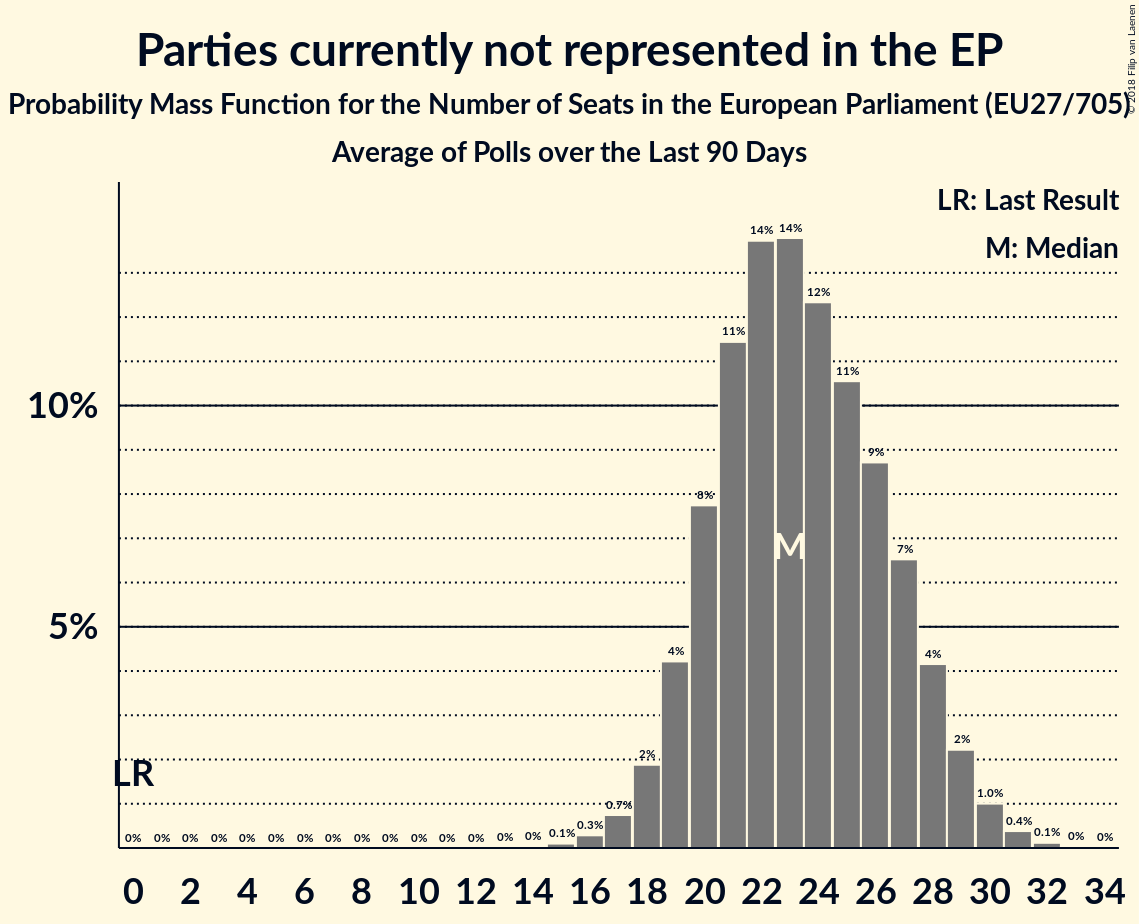 Parties currently not represented in the EP
Probability Mass Function for the Number of Seats in the European Parliament (EU27/705)
Average of Polls over the Last 90 Days
© 2018 Filip van Laenen
LR: Last Result
M: Median
10%
5%
LR
M
0% 0% 0% 0% 0% 0% 0% 0% 0% 0% 0% 0% 0% 0% 0% 0.1% 0.3% 0.7% 2% 4% 8% 11% 14% 14% 12% 11% 9% 7% 4% 2% 1.0% 0.4% 0.1% 0% 0%
0 2 4 6 8 10 12 14 16 18 20 22 24 26 28 30 32 34